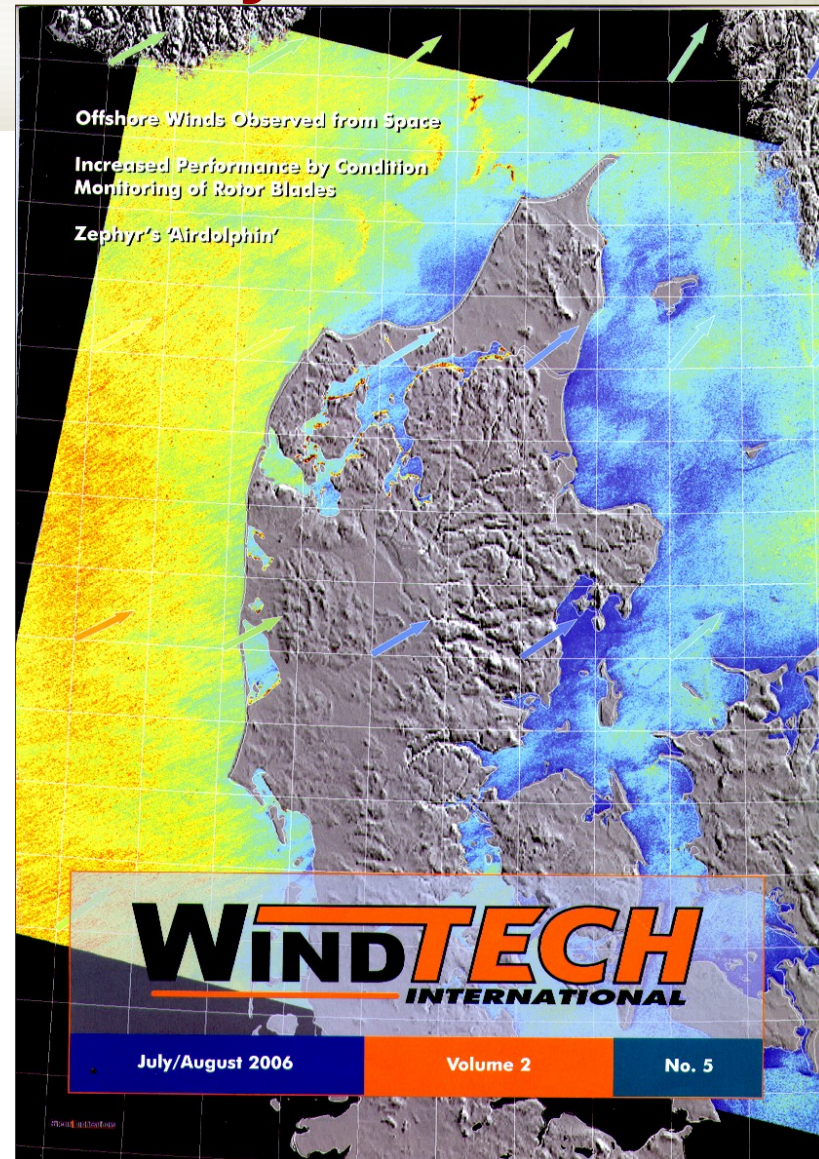 Offshore Winds Observed from Space
Increased Performance by Condition
Monitoring of Rotor Blades
Zephyr's 'Airdolphin'
WINDTECH
INTERNATIONAL
July/August 2006
Volume 2
No. 5